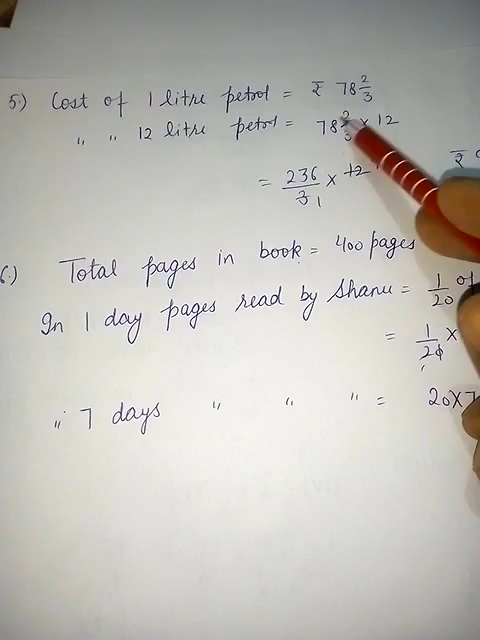 5.) Cost of 1 litre petrol = ₹ 78 2/3
" " 12 litre petrol = 78 2/3 × 12
= 236/3 1 × 12
₹
6.) Total pages in book = 400 pages
In 1 day pages read by Shanu = 1/20 of
= 1/20 ×
" 7 days " " " = 20×7